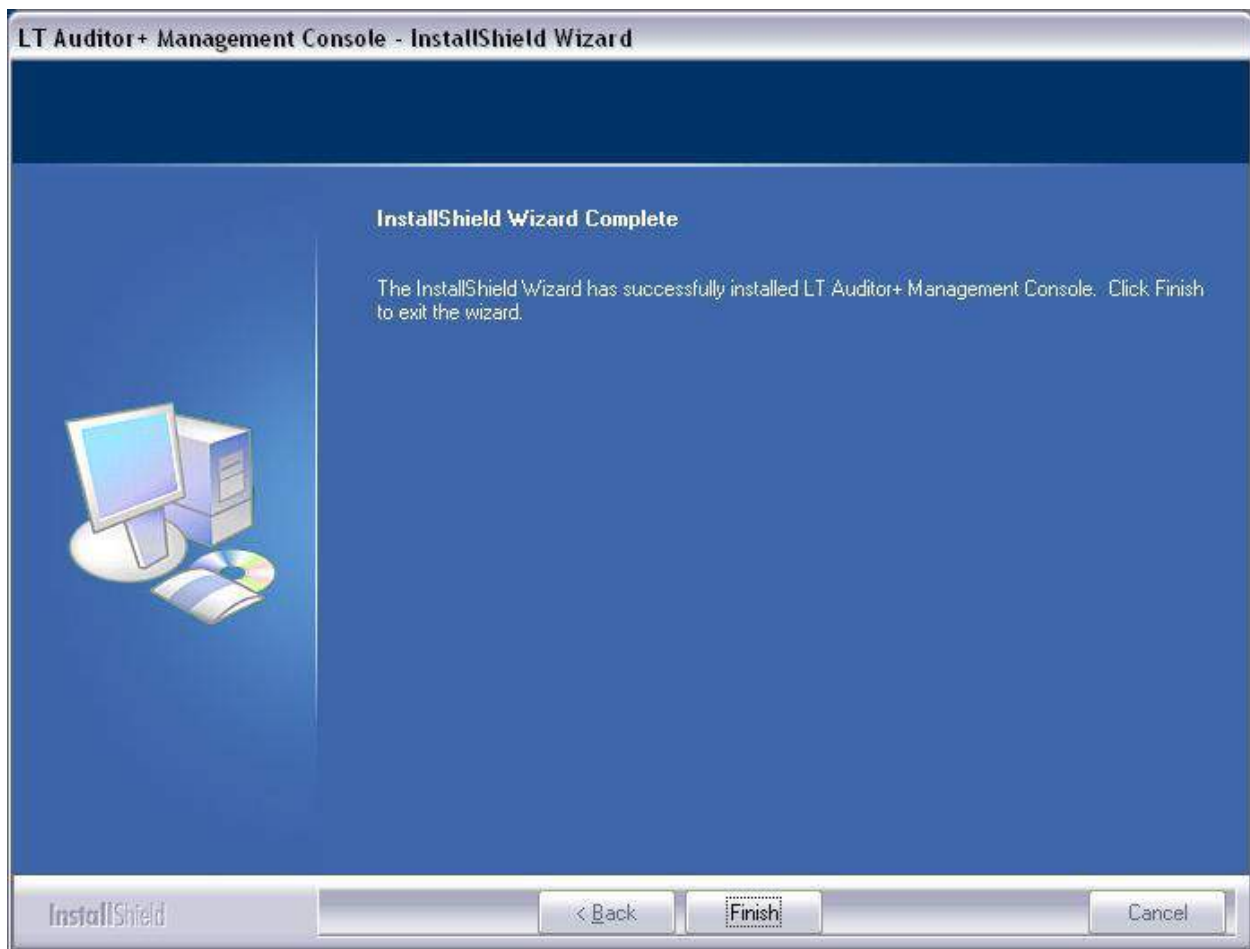 LT Auditor+ Management Console - InstallShield Wizard
InstallShield Wizard Complete
The InstallShield Wizard has successfully installed LT Auditor+ Management Console. Click Finish
to exit the wizard.
InstallShield
< Back
Finish
Cancel